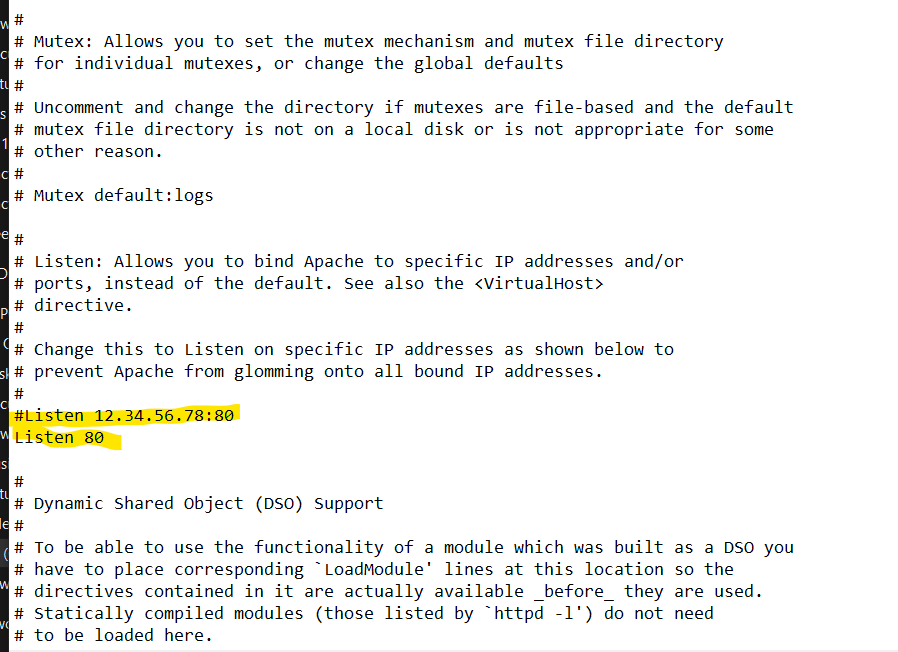 #
# Mutex: Allows you to set the mutex mechanism and mutex file directory
# for individual mutexes, or change the global defaults
#
# Uncomment and change the directory if mutexes are file-based and the default
# mutex file directory is not on a local disk or is not appropriate for some
# other reason.
#
# Mutex default:logs

#
# Listen: Allows you to bind Apache to specific IP addresses and/or
# ports, instead of the default. See also the <VirtualHost>
# directive.
#
# Change this to Listen on specific IP addresses as shown below to
# prevent Apache from glomming onto all bound IP addresses.
#
#Listen 12.34.56.78:80
Listen 80

#
# Dynamic Shared Object (DSO) Support
#
# To be able to use the functionality of a module which was built as a DSO you
# have to place corresponding `LoadModule' lines at this location so the
# directives contained in it are actually available _before_ they are used.
# Statically compiled modules (those listed by `httpd -l') do not need
# to be loaded here.